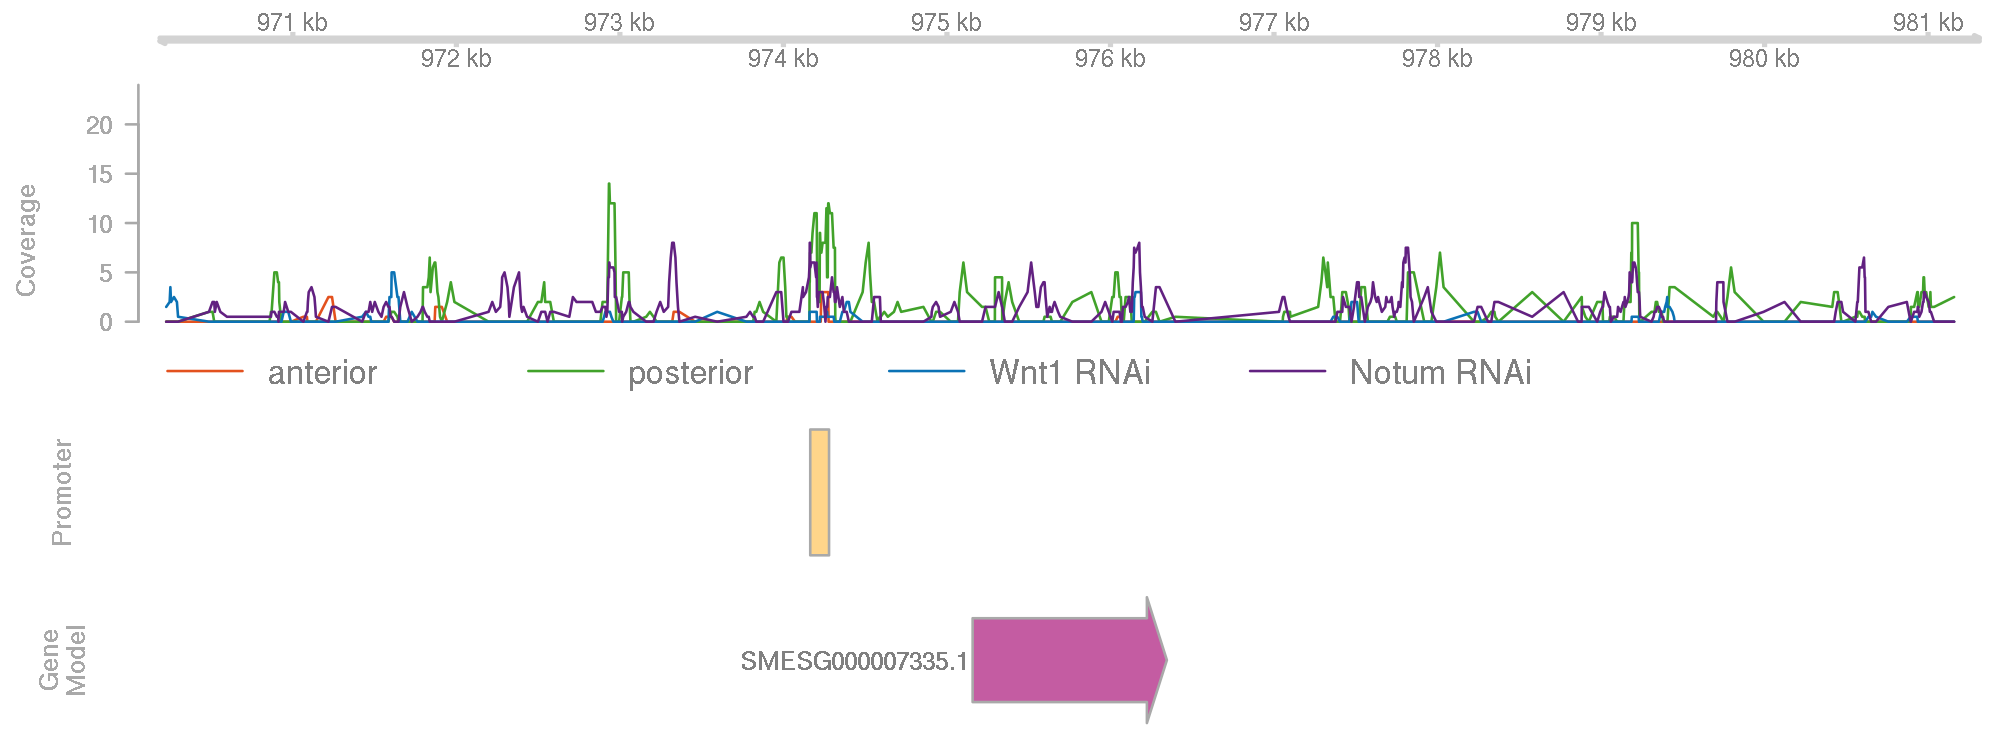 971 kb 973 kb 975 kb 977 kb 979 kb 981 kb
972 kb 974 kb 976 kb 978 kb 980 kb
Coverage
20
15
10
5
0
anterior posterior Wnt1 RNAi Notum RNAi
Promoter
Gene
Model
SMESG000007335.1